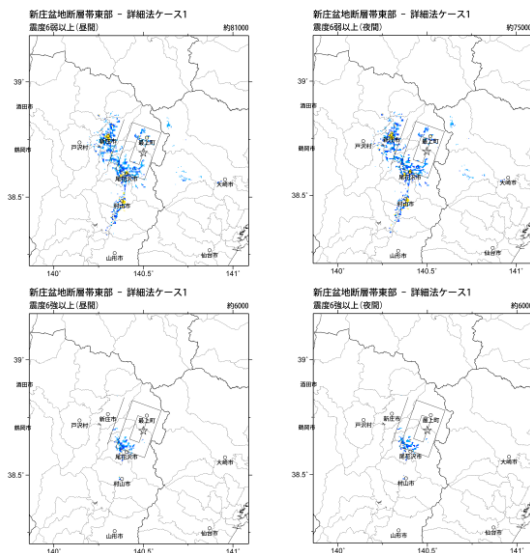 新庄盆地断層帯東部 - 詳細法ケース1
震度6弱以上(昼間) 約81000
39˚
酒田市
新庄市
戸沢村
最上町
鶴岡市
尾花沢市
大崎市
38.5˚
村山市
山形市
仙台市
140˚ 140.5˚ 141˚
新庄盆地断層帯東部 - 詳細法ケース1
震度6弱以上(夜間) 約75000
39˚
酒田市
新庄市
戸沢村
最上町
鶴岡市
尾花沢市
大崎市
38.5˚
村山市
山形市
仙台市
140˚ 140.5˚ 141˚
新庄盆地断層帯東部 - 詳細法ケース1
震度6強以上(昼間) 約6000
39˚
酒田市
新庄市
戸沢村
最上町
鶴岡市
尾花沢市
大崎市
38.5˚
村山市
山形市
仙台市
140˚ 140.5˚ 141˚
新庄盆地断層帯東部 - 詳細法ケース1
震度6強以上(夜間) 約6000
39˚
酒田市
新庄市
戸沢村
最上町
鶴岡市
尾花沢市
大崎市
38.5˚
村山市
山形市
仙台市
140˚ 140.5˚ 141˚